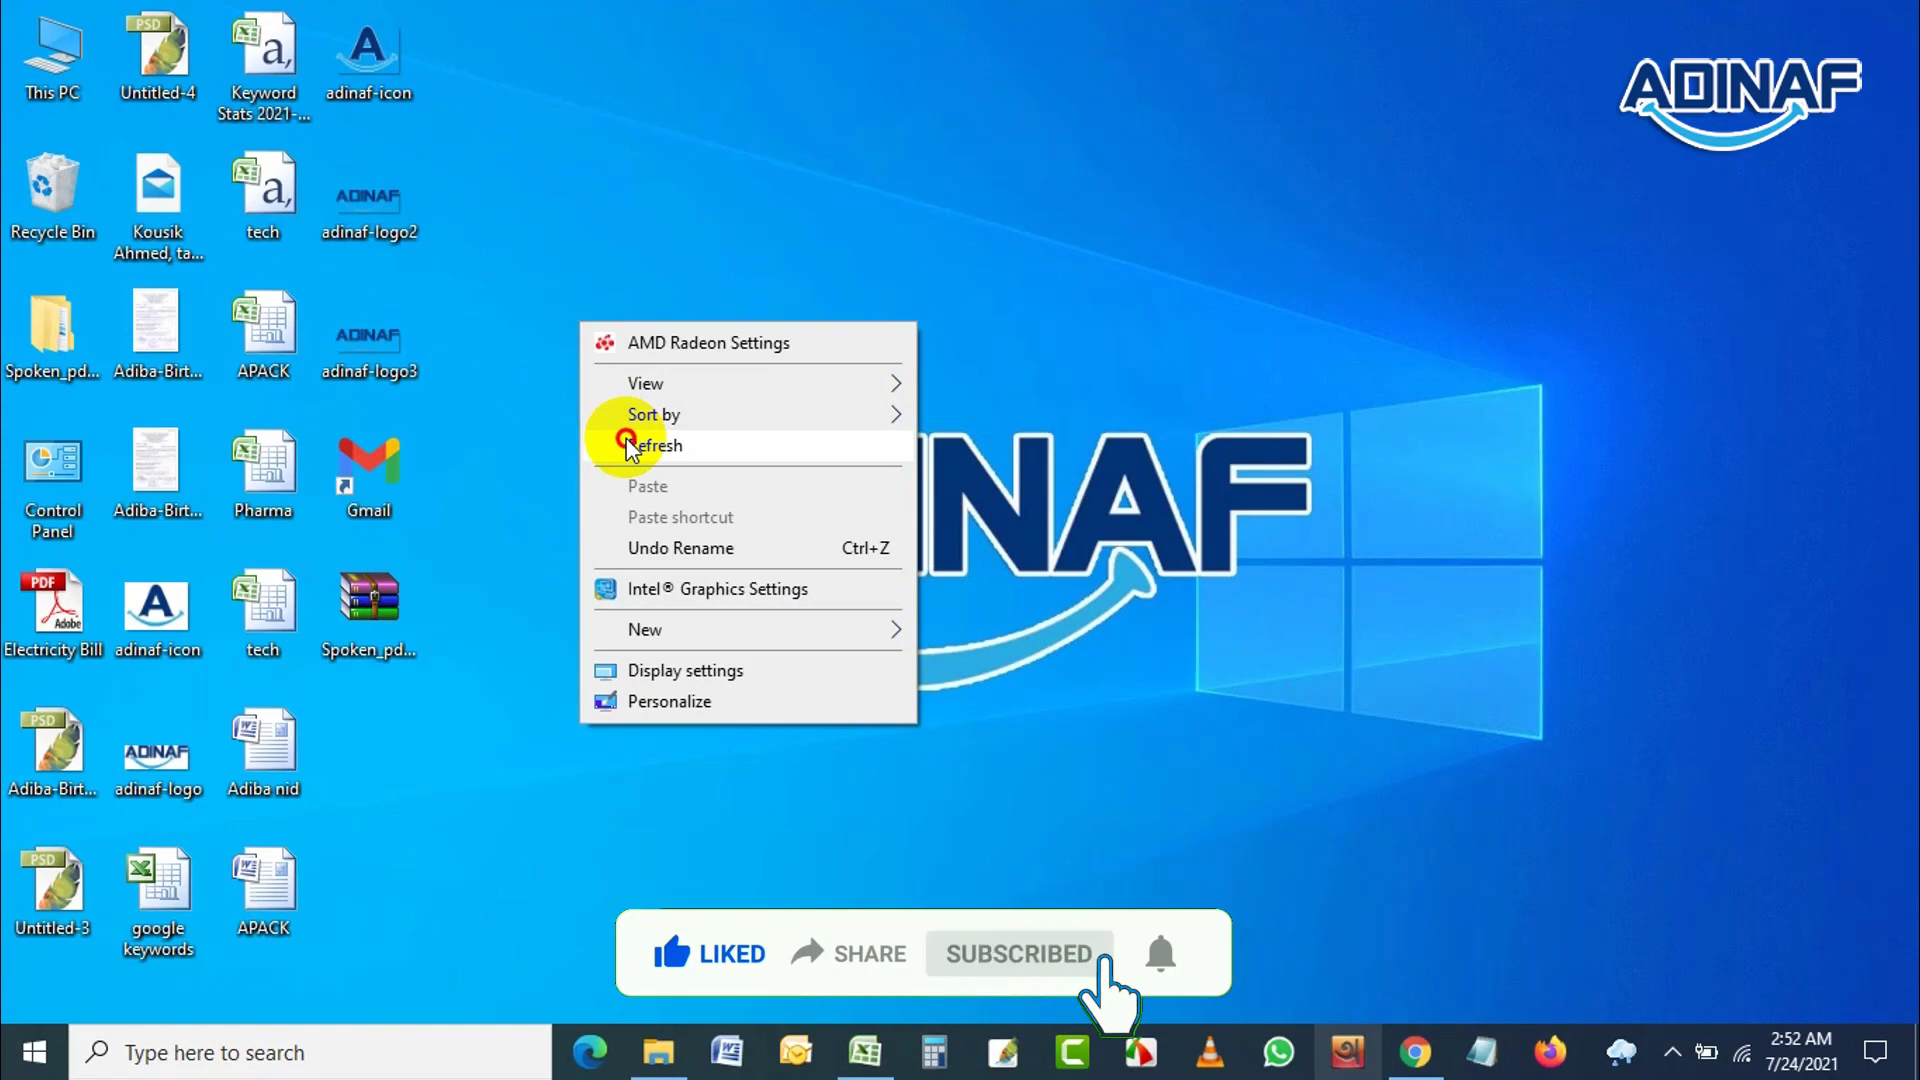 This PC
PSD
Untitled-4
a,
Keyword
Stats 2021-...
A
adinaf-icon
ADINAF
Recycle Bin
Kousik
Ahmed, ta...
a,
tech
ADINAF
adinaf-logo2
Spoken_pd...
Adiba-Birt...
APACK
ADINAF
adinaf-logo3
Control
Panel
Adiba-Birt...
Pharma
Gmail
PDF
Adobe
Electricity Bill
A
adinaf-icon
tech
Spoken_pd...
PSD
Adiba-Birt...
ADINAF
adinaf-logo
Adiba nid
PSD
Untitled-3
google
keywords
APACK
AMD Radeon Settings
View
Sort by
Refresh
Paste
Paste shortcut
Undo Rename Ctrl+Z
Intel® Graphics Settings
New
Display settings
Personalize
INAF
LIKED SHARE SUBSCRIBED
Type here to search
2:52 AM
7/24/2021